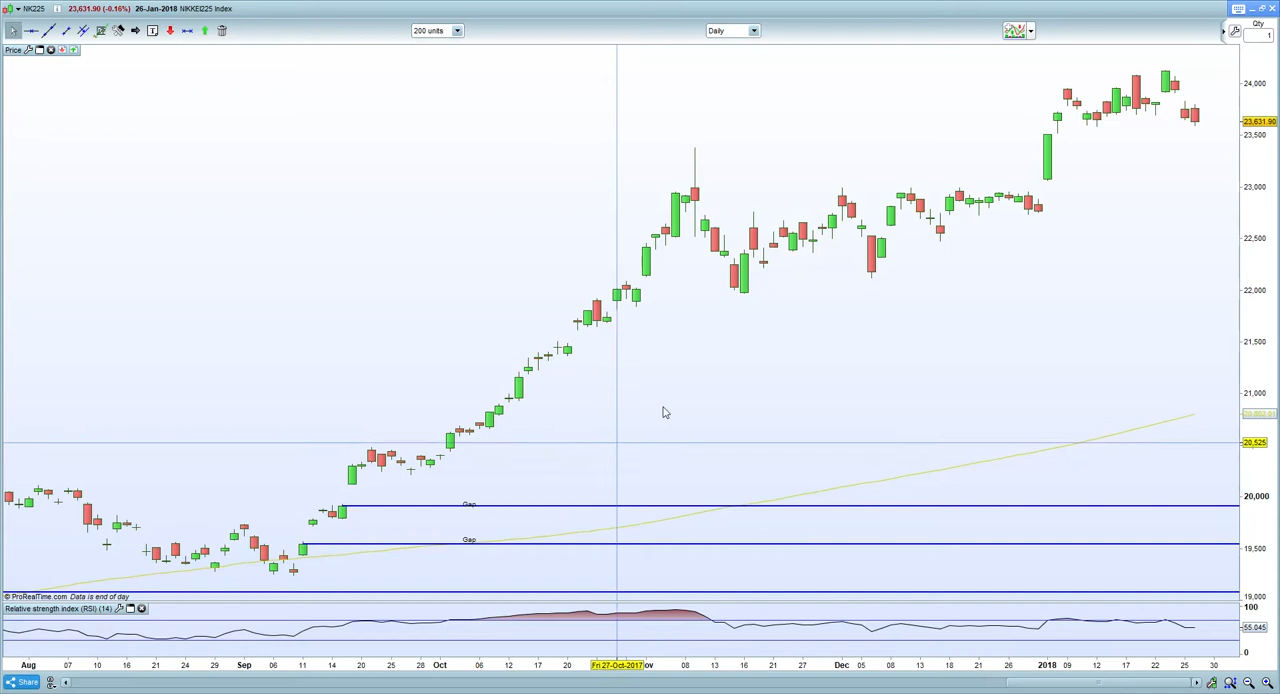 NK225 23,631.90 (-0.16%) 26-Jan-2018 NIKKEI225 Index
200 units Daily Qty
1
Price
24,000
23,631.90
23,500
23,000
22,500
22,000
21,500
21,000
20,525
20,000
Gap
Gap
19,500
19,000
© ProRealTime.com Data is end of day
Relative strength index (RSI) (14)
100
55.045
0
Aug 07 10 16 21 24 29 Sep 06 11 14 20 25 28 Oct 06 12 17 20 Fri 27-Oct-2017 ov 08 13 16 21 27 Dec 05 08 13 18 21 26 2018 09 12 17 22 25 30
Share